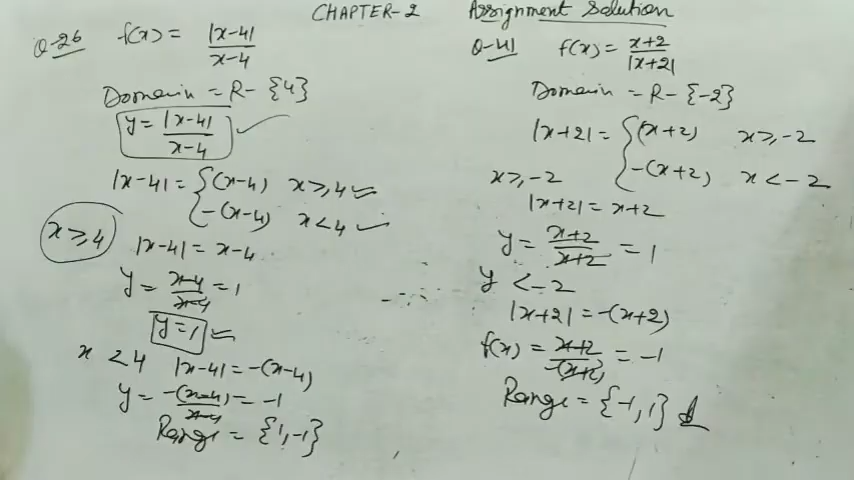 CHAPTER-2 Assignment Solution
Q-26 f(x) = |x-4| / x-4
Domain = R- {4}
y = |x-4| / x-4
|x-4| = { (x-4) x ≥ 4
-(x-4) x < 4
x ≥ 4
|x-4| = x-4
y = x-4 / x-4 = 1
y = 1
x < 4 |x-4| = -(x-4)
y = -(x-4) / x-4 = -1
Range = {1, -1}
Q-41 f(x) = x+2 / |x+2|
Domain = R- {-2}
|x+2| = { (x+2) x ≥ -2
-(x+2) x < -2
x ≥ -2
|x+2| = x+2
y = x+2 / x+2 = 1
y < -2
|x+2| = -(x+2)
f(x) = x+2 / -(x+2) = -1
Range = {-1, 1}